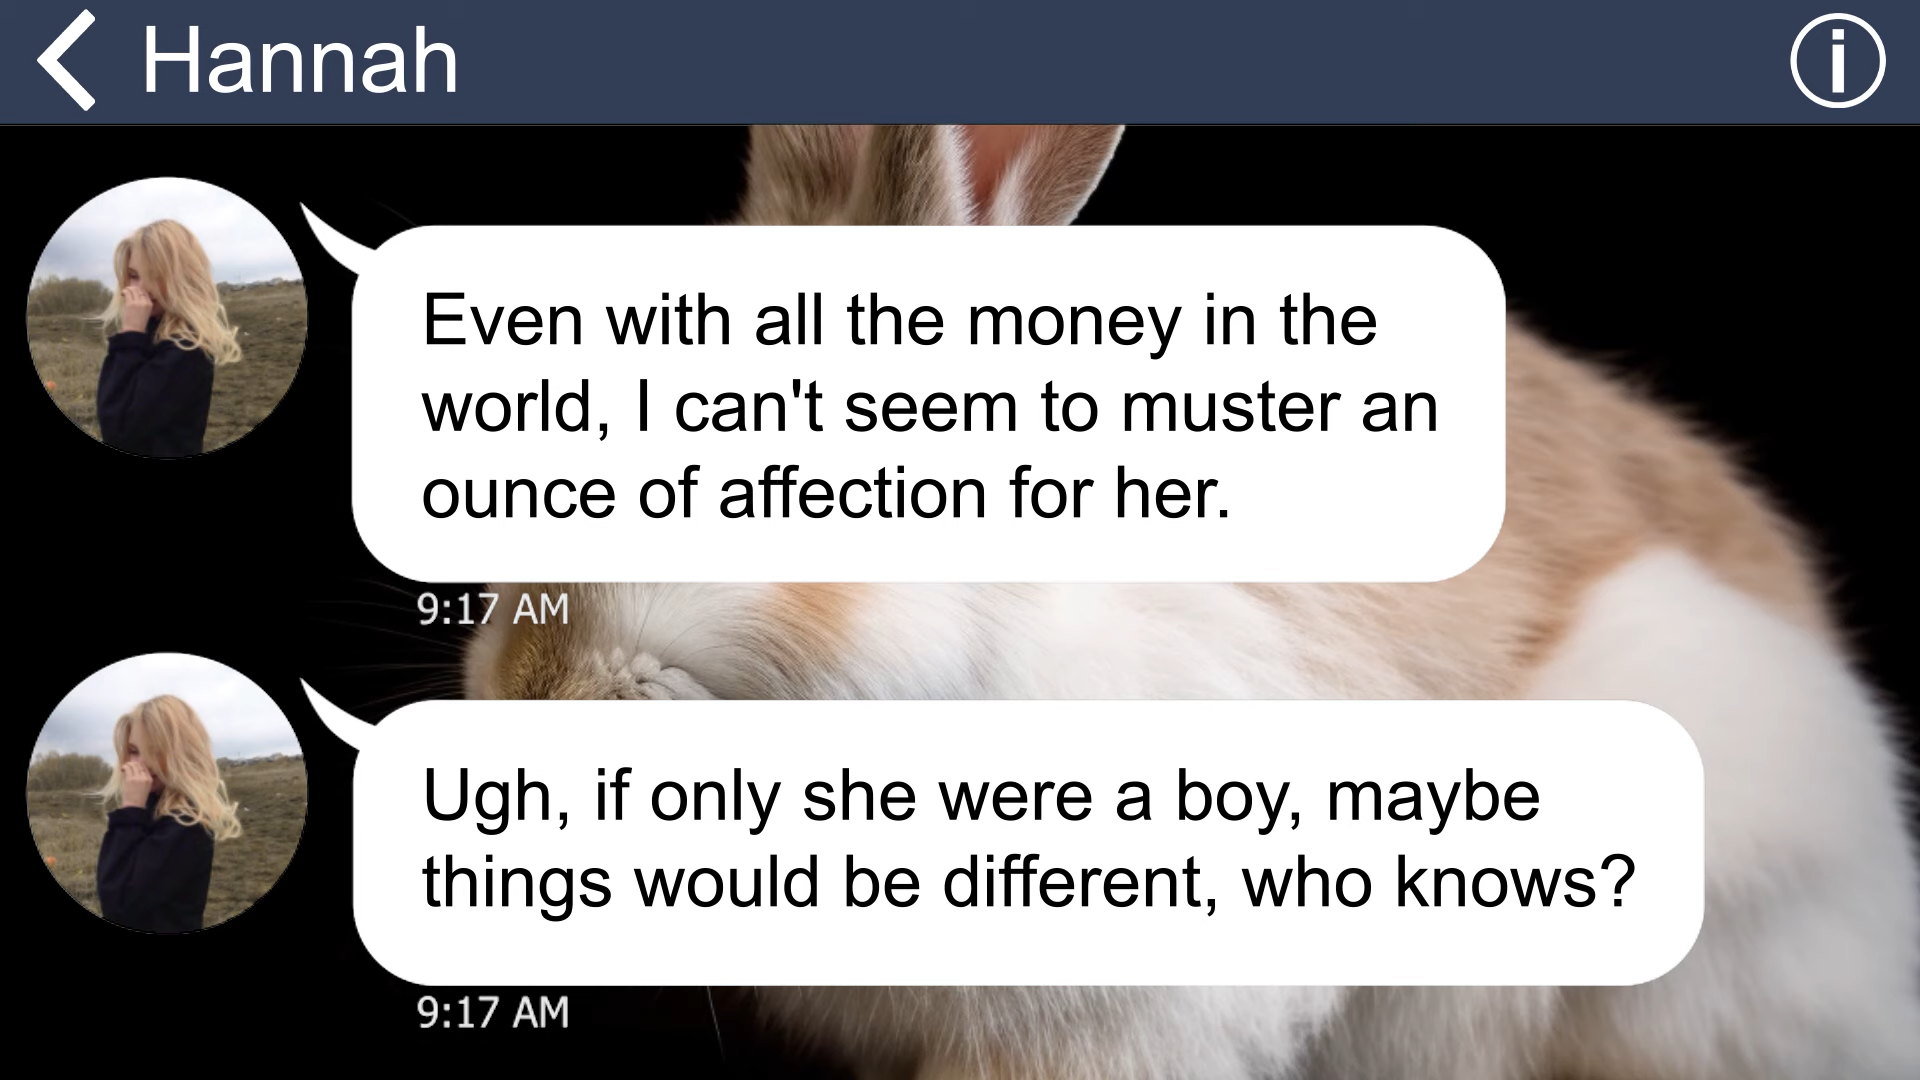 Hannah
Even with all the money in the
world, I can't seem to muster an
ounce of affection for her.
9:17 AM
Ugh, if only she were a boy, maybe
things would be different, who knows?
9:17 AM